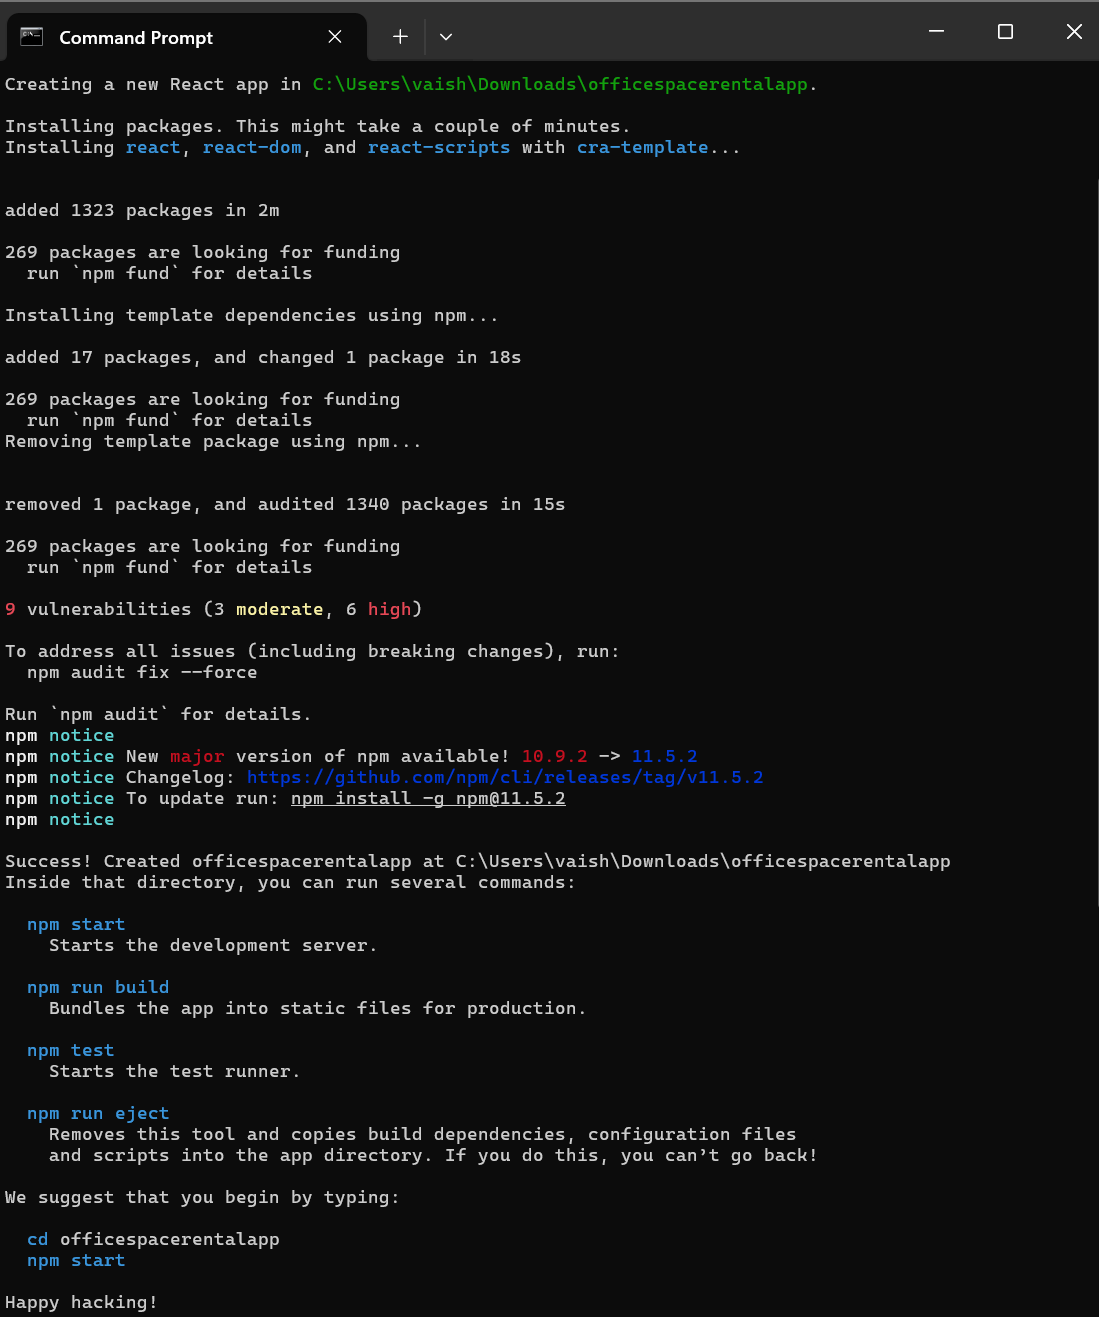 Command Prompt
Creating a new React app in C:\Users\vaish\Downloads\officespacerentalapp.
Installing packages. This might take a couple of minutes.
Installing react, react-dom, and react-scripts with cra-template...
added 1323 packages in 2m
269 packages are looking for funding
  run `npm fund` for details
Installing template dependencies using npm...
added 17 packages, and changed 1 package in 18s
269 packages are looking for funding
  run `npm fund` for details
Removing template package using npm...
removed 1 package, and audited 1340 packages in 15s
269 packages are looking for funding
  run `npm fund` for details
9 vulnerabilities (3 moderate, 6 high)
To address all issues (including breaking changes), run:
  npm audit fix --force
Run `npm audit` for details.
npm notice
npm notice New major version of npm available! 10.9.2 -> 11.5.2
npm notice Changelog: https://github.com/npm/cli/releases/tag/v11.5.2
npm notice To update run: npm install -g npm@11.5.2
npm notice
Success! Created officespacerentalapp at C:\Users\vaish\Downloads\officespacerentalapp
Inside that directory, you can run several commands:
  npm start
    Starts the development server.
  npm run build
    Bundles the app into static files for production.
  npm test
    Starts the test runner.
  npm run eject
    Removes this tool and copies build dependencies, configuration files
    and scripts into the app directory. If you do this, you can’t go back!
We suggest that you begin by typing:
  cd officespacerentalapp
  npm start
Happy hacking!